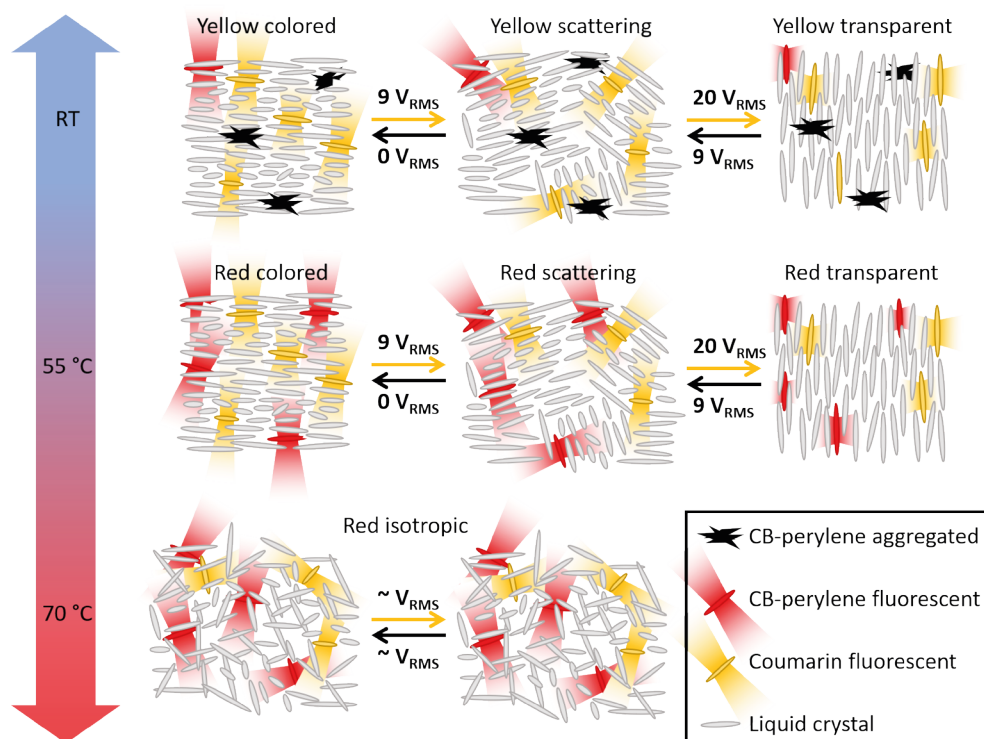 Yellow colored
Yellow scattering
Yellow transparent
RT
9 VRMS
0 VRMS
20 VRMS
9 VRMS
Red colored
Red scattering
Red transparent
55 °C
9 VRMS
0 VRMS
20 VRMS
9 VRMS
Red isotropic
70 °C
~ VRMS
~ VRMS
CB-perylene aggregated
CB-perylene fluorescent
Coumarin fluorescent
Liquid crystal